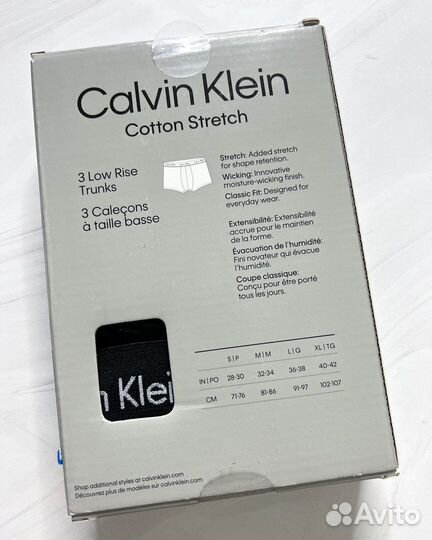 Calvin Klein
Cotton Stretch
3 Low Rise
Trunks
3 Caleçons
à taille basse
Stretch: Added stretch
for shape retention.
Wicking: Innovative
moisture-wicking finish.
Classic Fit: Designed for
everyday wear.
Extensibilité: Extensibilité
accrue pour le maintien
de la forme.
Évacuation de l'humidité:
Fini novateur qui évacue
l'humidité.
Coupe classique:
Conçu pour être porté
tous les jours.
S|P M|M L|G XL|TG
IN|PO 28-30 32-34 36-38 40-42
CM 71-76 81-86 91-97 102-107
n Klei
Shop additional styles at calvinklein.com
Découvrez plus de modèles sur calvinklein.com
Avito